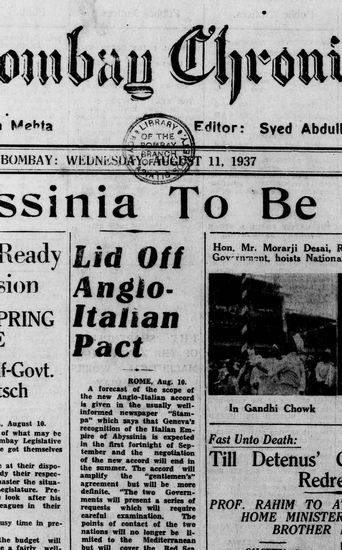 ombay Chroni
Mehta
Editor: Syed Abdull
LIBRARY
OF THE
BOMBAY
BRANCH
BOMBAY: WEDNESDAY, AUGUST 11, 1937
ssinia To Be
Ready
sion
PRING
E
f-Govt.
tsch
, August 10.
of what may be
mbay Legislative
e got themselves
e at their dispo-
dy their respec-
master the situa-
egislature. Pre-
o look after his
leagues in their
usy time in pre-
he budget will
e a fairly well-
Lid Off
Anglo-
Italian
Pact
ROME, Aug. 10.
A forecast of the scope of
the new Anglo-Italian accord
is given in the usually well-
informed newspaper "Stam-
pa" which says that Geneva's
recognition of the Italian Em-
pire of Abyssinia is expected
in the first fortnight of Sep-
tember and the negotiation
of the new accord will end in
the summer. The accord will
amplify the "gentlemen's"
agreement but will be more
definite. "The two Govern-
ments will present a series of
requests which will require
careful examination. The
points of contact of the two
nations will no longer be li-
mited to the Mediterranean
but will cover the Red Sea
Hon. Mr. Morarji Desai, R
Government, hoists Nationa
In Gandhi Chowk
Fast Unto Death:
Till Detenus' G
Redre
PROF. RAHIM TO A
HOME MINISTER
BROTHER